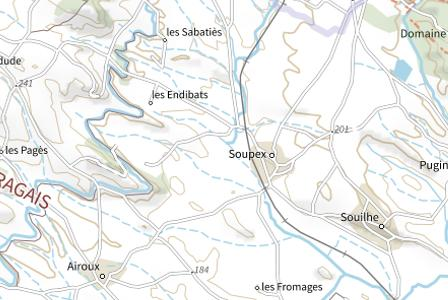 les Sabatiès
Domaine
dude
241
les Endibats
201
les Pagès
Soupex
Pugin
RAGAIS
Souilhe
Airoux
184
les Fromages